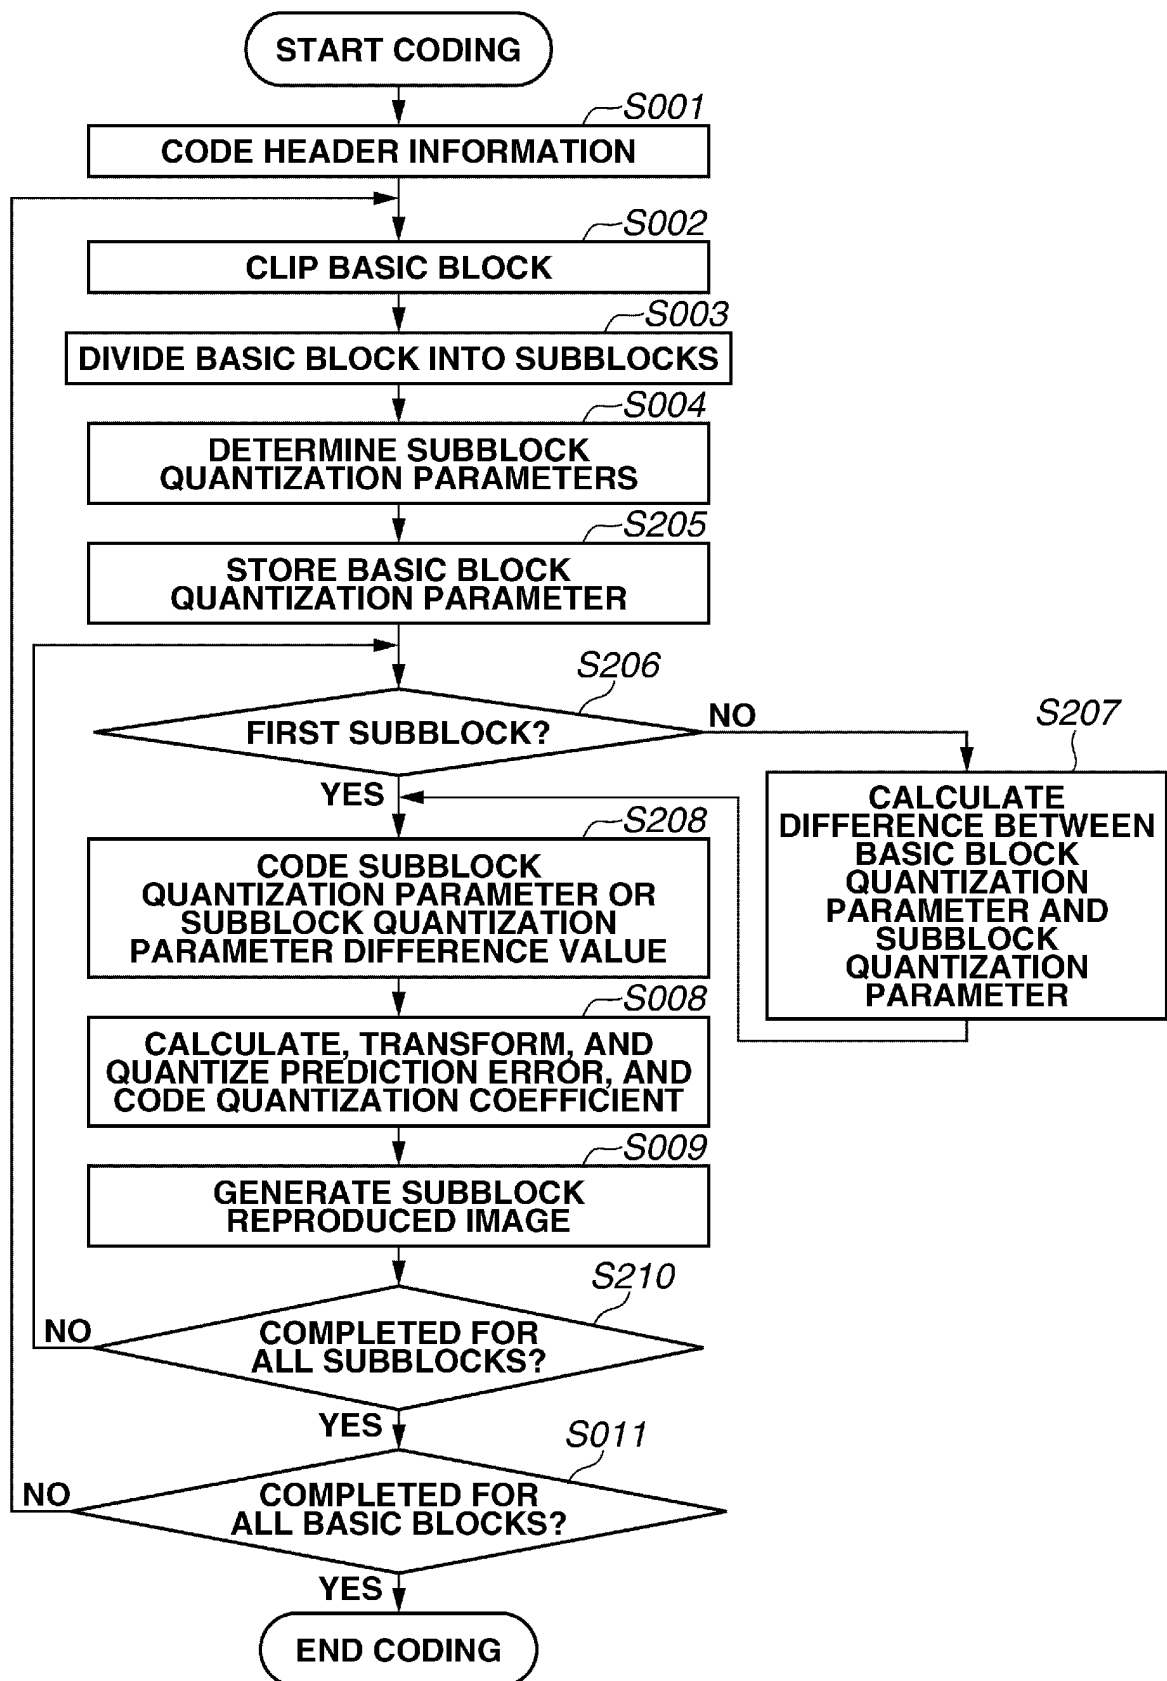 START CODING
S001
CODE HEADER INFORMATION
S002
CLIP BASIC BLOCK
S003
DIVIDE BASIC BLOCK INTO SUBBLOCKS
S004
DETERMINE SUBBLOCK
QUANTIZATION PARAMETERS
S205
STORE BASIC BLOCK
QUANTIZATION PARAMETER
S206
FIRST SUBBLOCK?
NO
YES
S207
CALCULATE
DIFFERENCE BETWEEN
BASIC BLOCK
QUANTIZATION
PARAMETER AND
SUBBLOCK
QUANTIZATION
PARAMETER
S208
CODE SUBBLOCK
QUANTIZATION PARAMETER OR
SUBBLOCK QUANTIZATION
PARAMETER DIFFERENCE VALUE
S008
CALCULATE, TRANSFORM, AND
QUANTIZE PREDICTION ERROR, AND
CODE QUANTIZATION COEFFICIENT
S009
GENERATE SUBBLOCK
REPRODUCED IMAGE
S210
COMPLETED FOR
ALL SUBBLOCKS?
NO
YES
S011
COMPLETED FOR
ALL BASIC BLOCKS?
NO
YES
END CODING